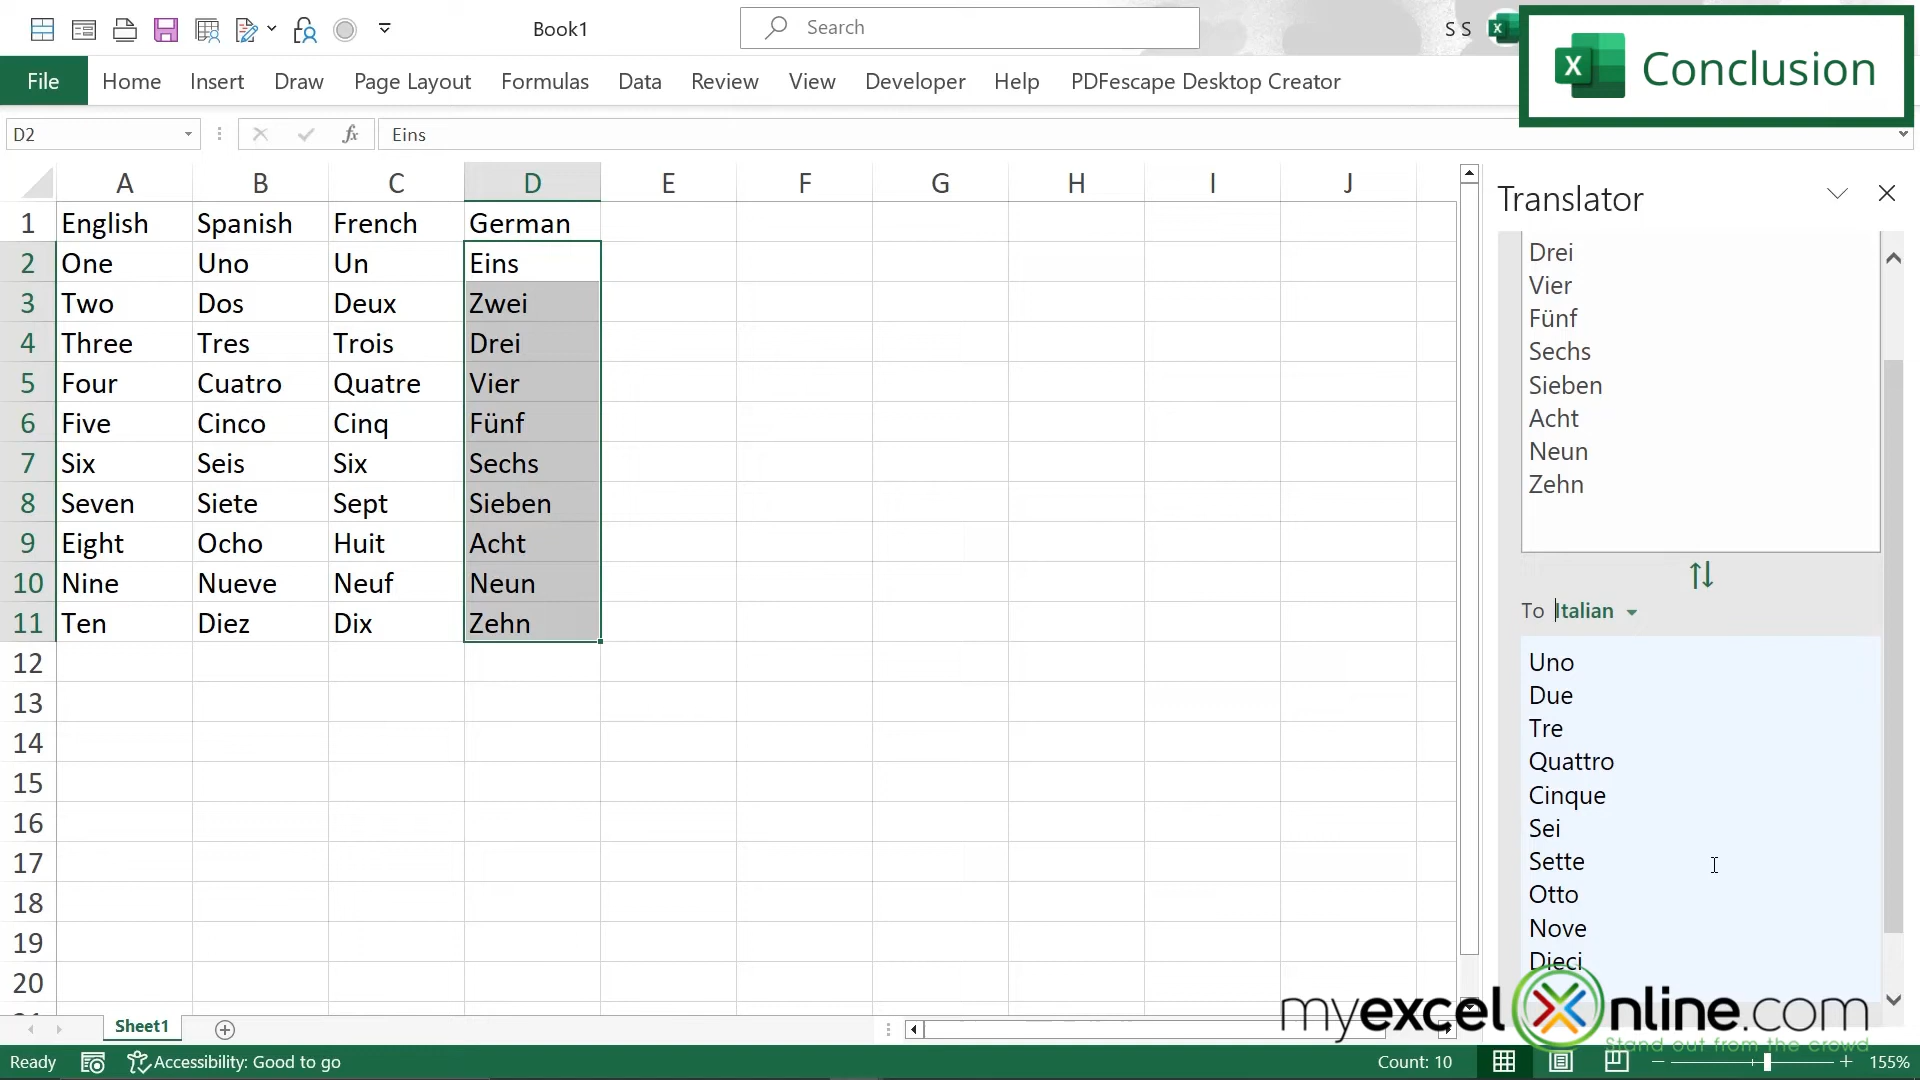 Book1
Search
S S
Conclusion
File Home Insert Draw Page Layout Formulas Data Review View Developer Help PDFescape Desktop Creator
D2
fx
Eins
A B C D E F G H I J
1 English Spanish French German
2 One Uno Un Eins
3 Two Dos Deux Zwei
4 Three Tres Trois Drei
5 Four Cuatro Quatre Vier
6 Five Cinco Cinq Fünf
7 Six Seis Six Sechs
8 Seven Siete Sept Sieben
9 Eight Ocho Huit Acht
10 Nine Nueve Neuf Neun
11 Ten Diez Dix Zehn
12
13
14
15
16
17
18
19
20
Translator
Drei
Vier
Fünf
Sechs
Sieben
Acht
Neun
Zehn
To Italian
Uno
Due
Tre
Quattro
Cinque
Sei
Sette
Otto
Nove
Dieci
myexcelonline.com
Stand out from the crowd
Sheet1
Ready
Accessibility: Good to go
Count: 10
155%